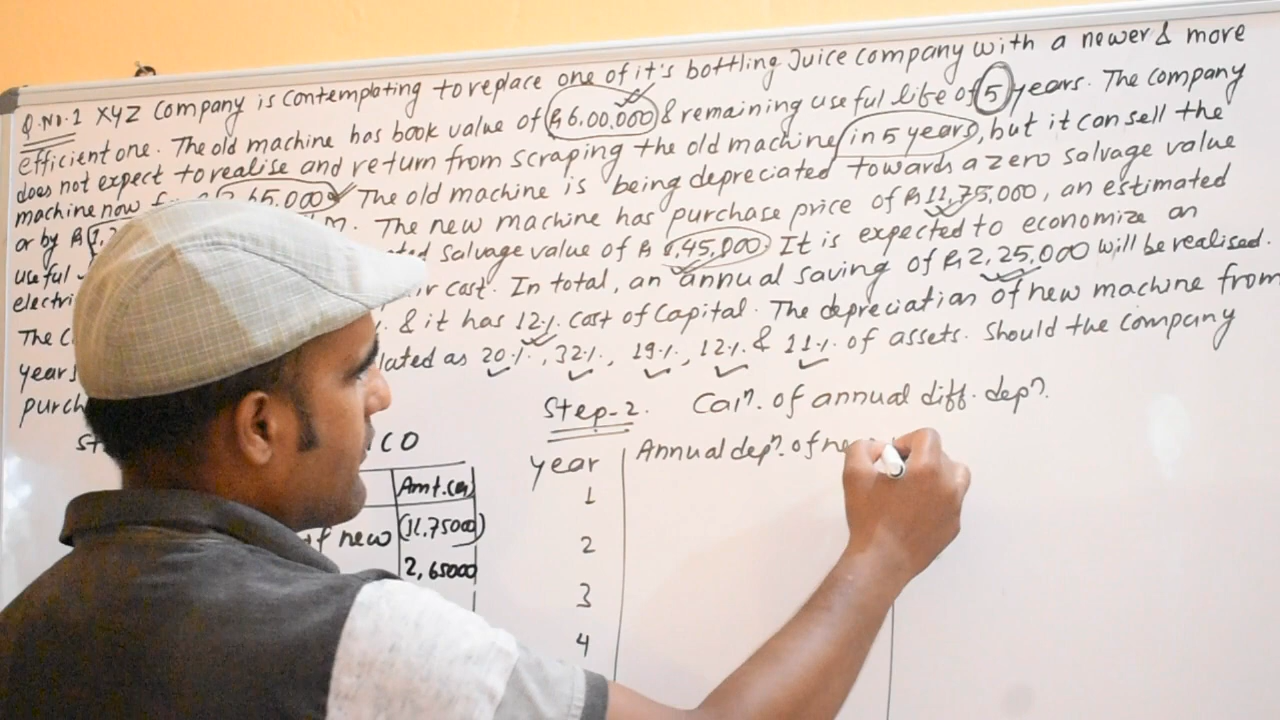 Q.No.1 XYZ Company is Contemplating to replace one of it's bottling Juice company with a newer & more
efficient one. The old machine has book value of ₨ 6,00,000 & remaining useful life of 5 years. The company
does not expect to realise and return from scraping the old machine in 5 years, but it can sell the
machine now 2,65,000 The old machine is being depreciated towards a zero salvage value
or by ₨ The new machine has purchase price of ₨ 11,75,000, an estimated
useful salvage value of ₨ 1,45,000. It is expected to economize on
electri cost. In total, an annual saving of ₨ 2,25,000 will be realised.
The C & it has 12% cost of Capital. The depreciation of new machine from
years lated as 20%, 32%, 19%, 12% & 11% of assets. Should the company
purch
Step-2. Caln. of annual diff. depn.
St CO
Annual depn. of ne
year
Amt.(₨)
1
of new (11,75000)
2
2,65000
3
4